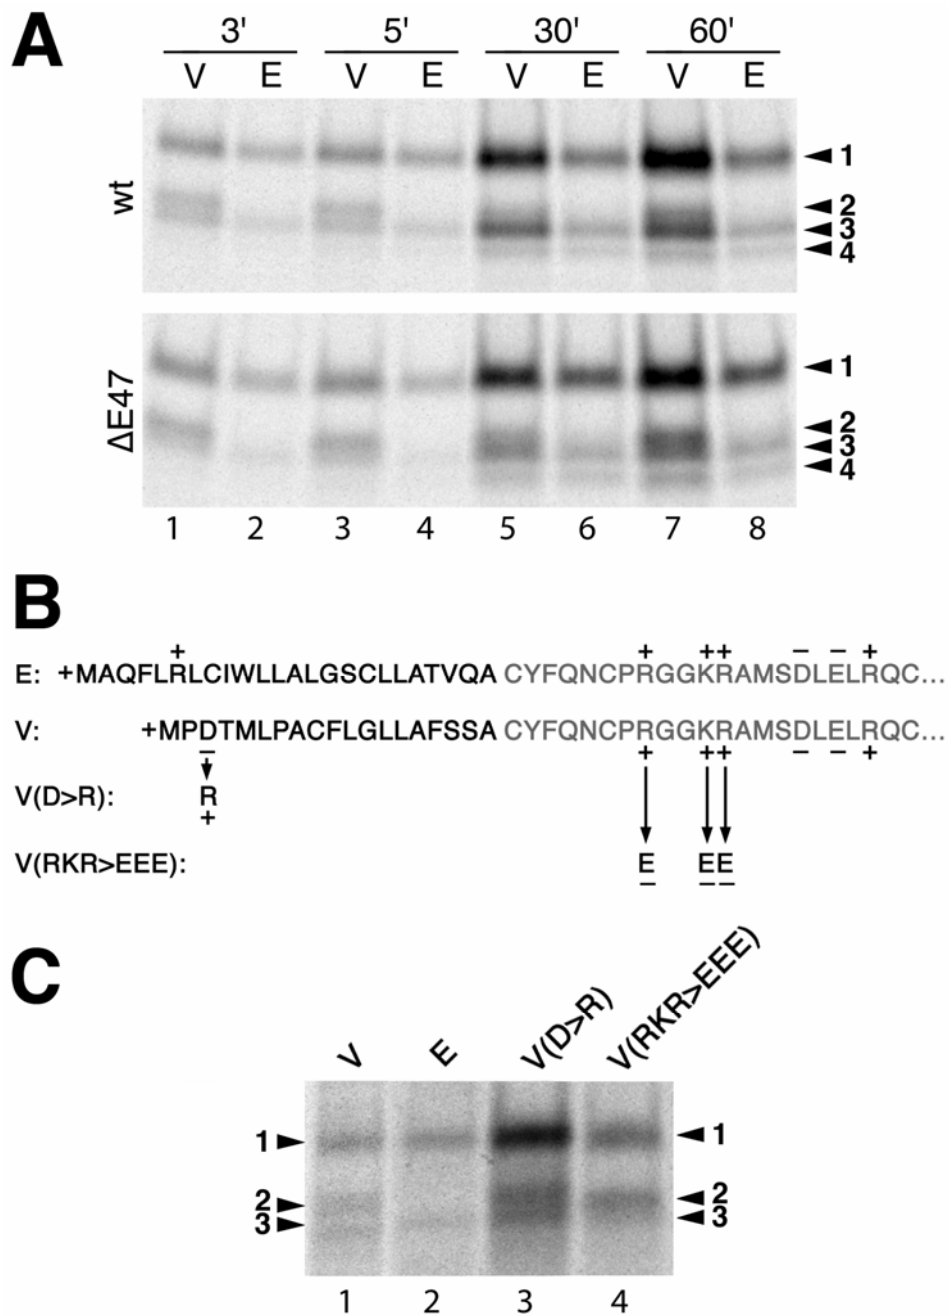 A
3' 5' 30' 60'
V E V E V E V E
wt
1
2
3
4
ΔE47
1
2
3
4
1 2 3 4 5 6 7 8
B
+ + ++ – – +
E: +MAQFLRLCIWLLALGSCLLATVQA CYFQNCPRGGKRAMSDLELRQC...
V: +MPDTMLPACFLGLLAFSSA CYFQNCPRGGKRAMSDLELRQC...
– + ++ – – +
V(D>R): R
+
V(RKR>EEE): E EE
– – –
C
V E V(D>R) V(RKR>EEE)
1 1
2 2
3 3
1 2 3 4